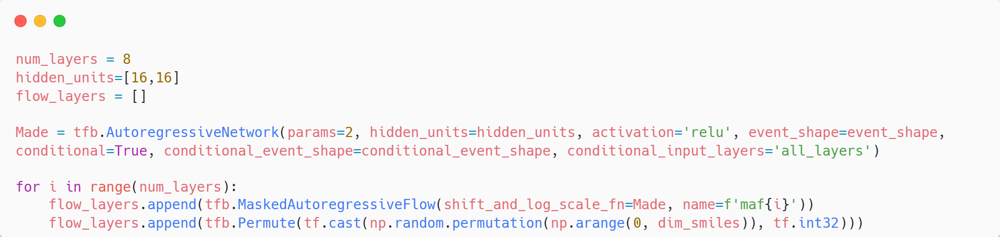 num_layers = 8
hidden_units=[16,16]
flow_layers = []
Made = tfb.AutoregressiveNetwork(params=2, hidden_units=hidden_units, activation='relu', event_shape=event_shape,
conditional=True, conditional_event_shape=conditional_event_shape, conditional_input_layers='all_layers')
for i in range(num_layers):
    flow_layers.append(tfb.MaskedAutoregressiveFlow(shift_and_log_scale_fn=Made, name=f'maf{i}'))
    flow_layers.append(tfb.Permute(tf.cast(np.random.permutation(np.arange(0, dim_smiles)), tf.int32)))